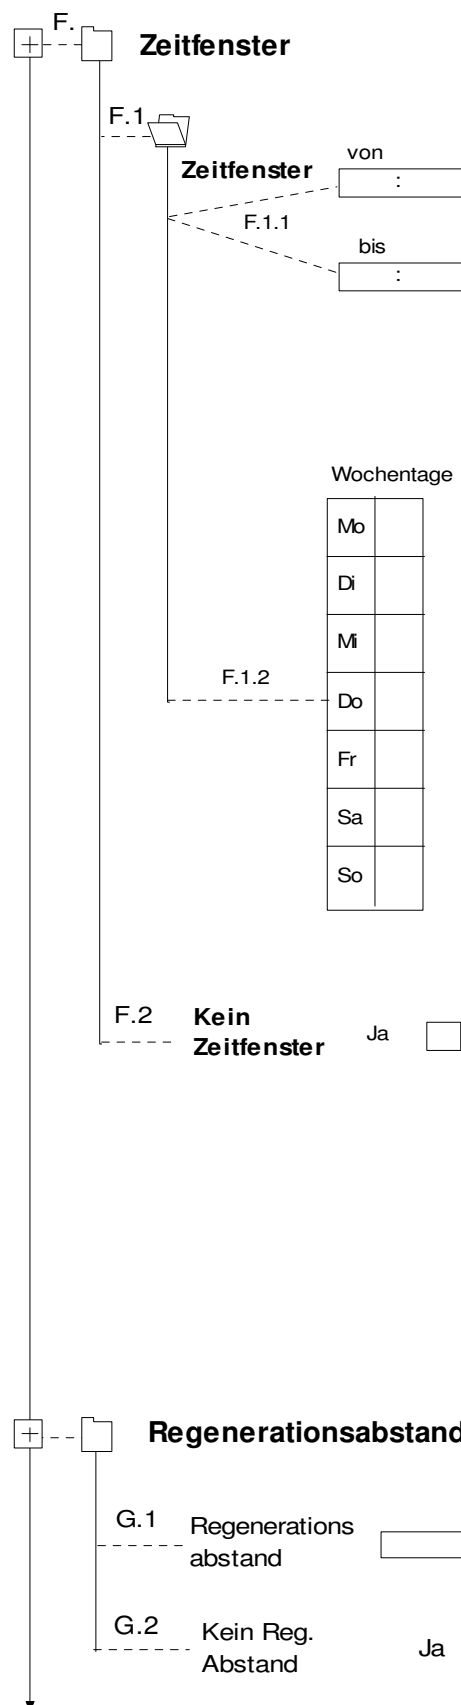 F.
Zeitfenster
F.1
Zeitfenster
von
:
F.1.1
bis
:
Wochentage
Mo
Di
Mi
F.1.2
Do
Fr
Sa
So
F.2
Kein
Zeitfenster
Ja
Regenerationsabstand
G.1
Regenerations
abstand
G.2
Kein Reg.
Abstand
Ja